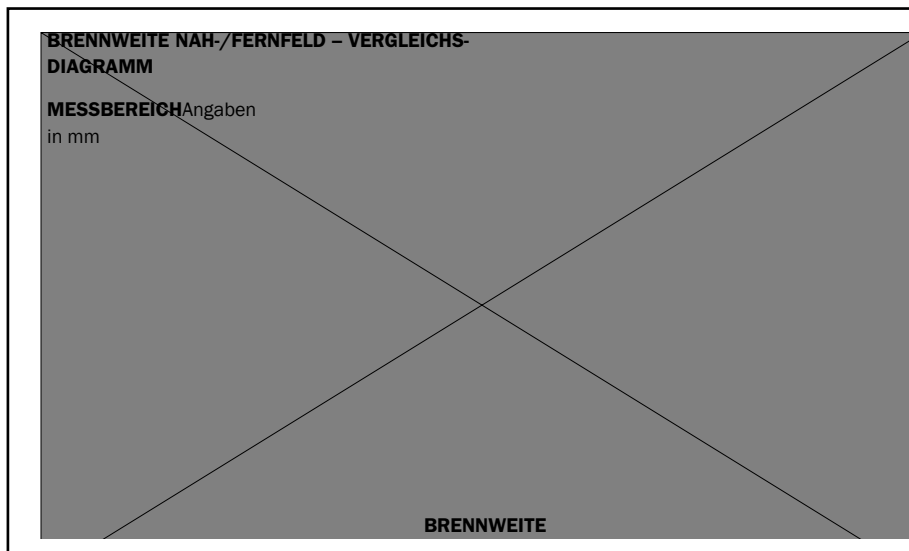 BRENNWEITE NAH-/FERNFELD – VERGLEICHS-
DIAGRAMM
MESSBEREICHAngaben
in mm
BRENNWEITE